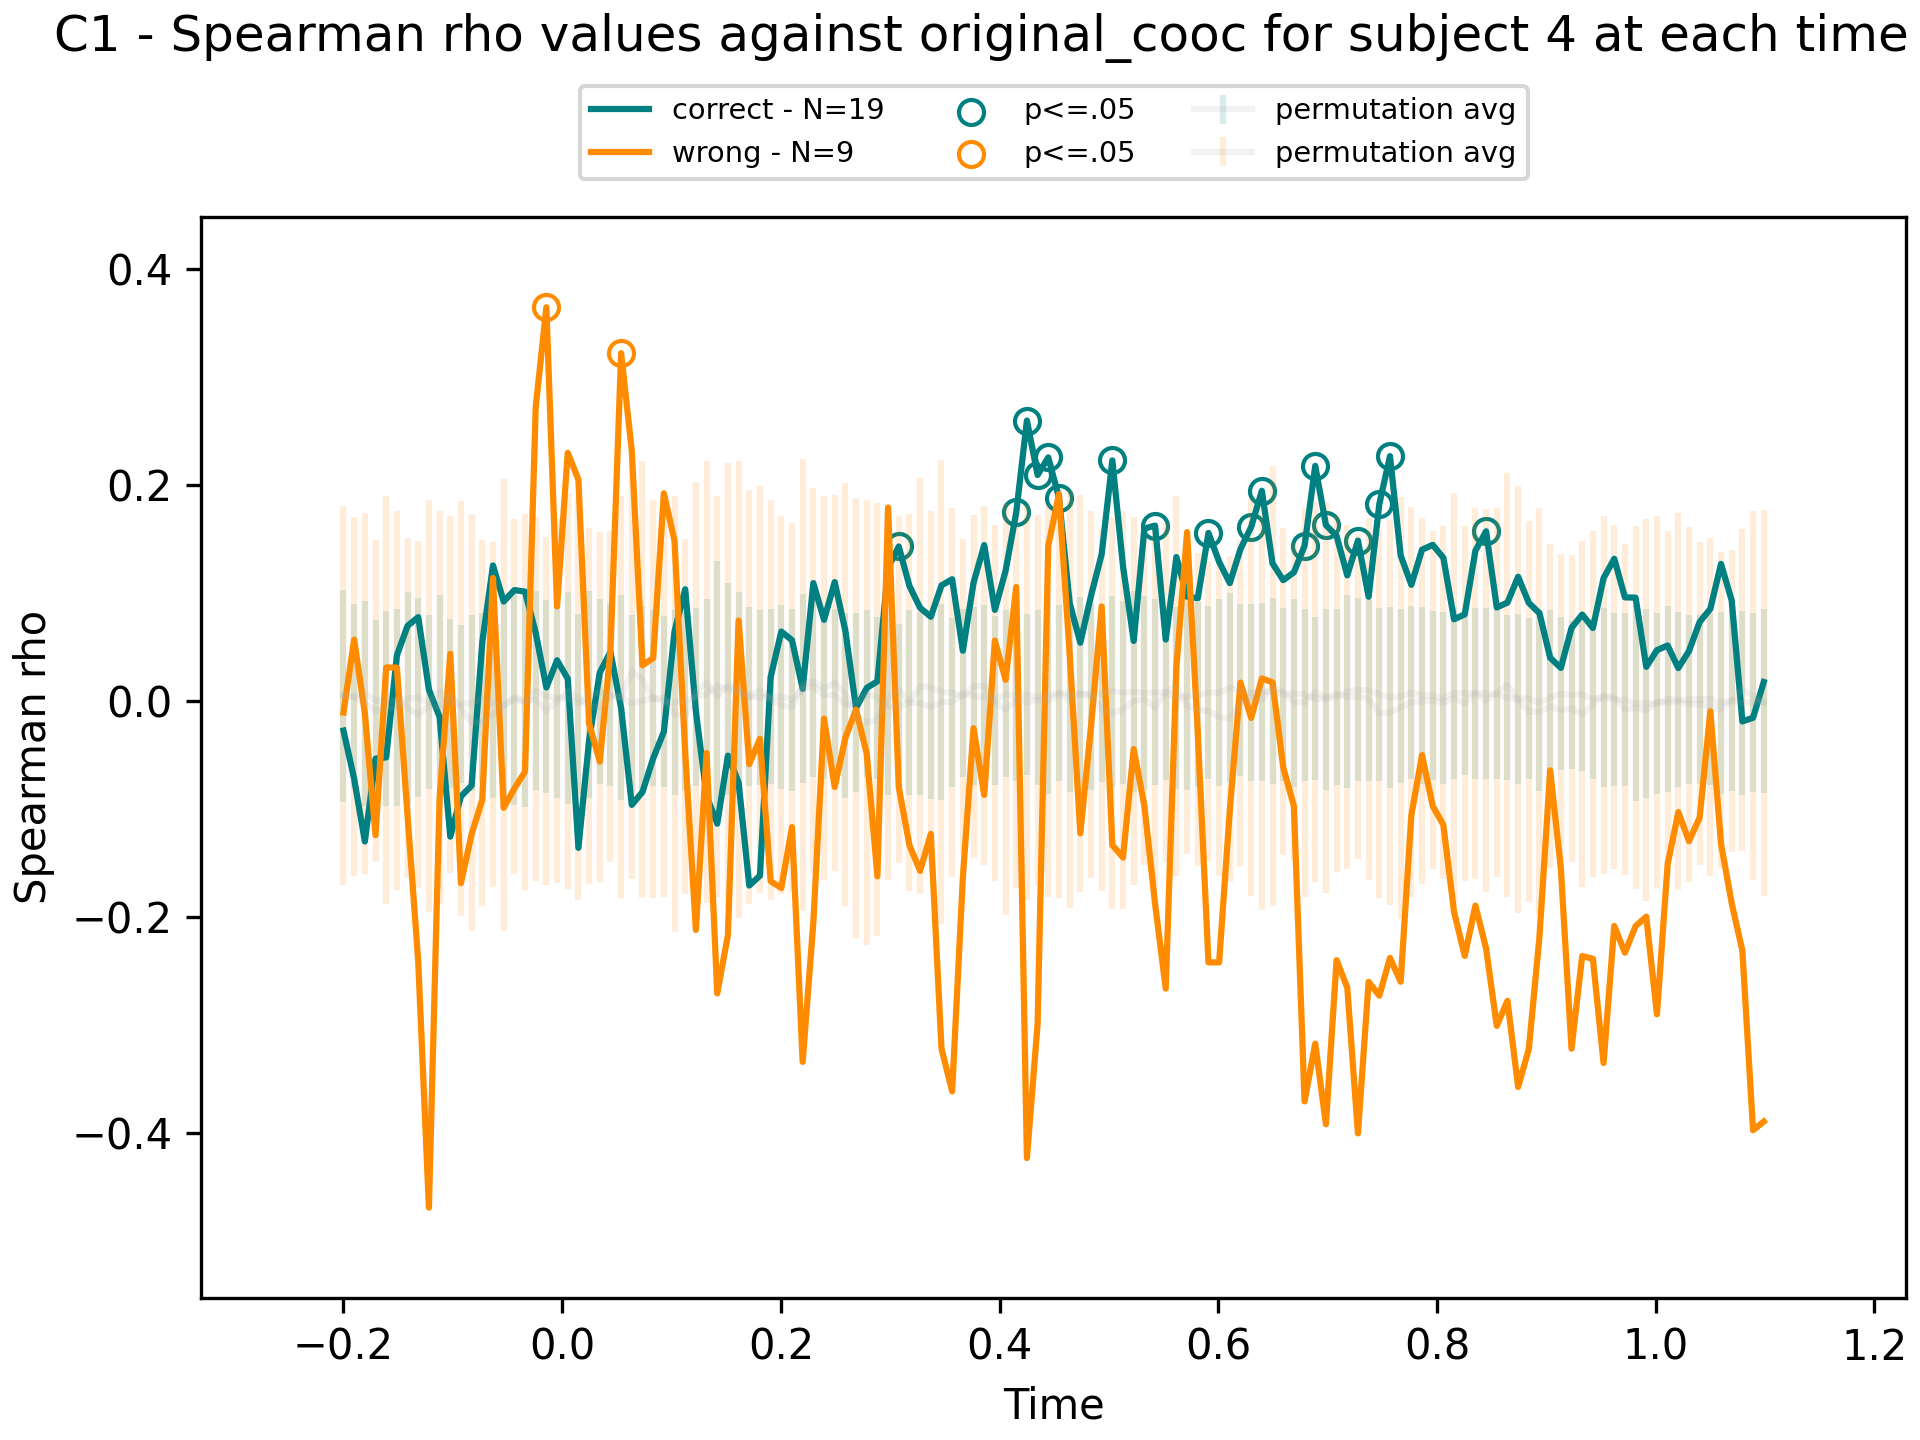 C1 - Spearman rho values against original_cooc for subject 4 at each time
correct - N=19
wrong - N=9
p<=.05
p<=.05
permutation avg
permutation avg
Spearman rho
0.4
0.2
0.0
−0.2
−0.4
−0.2
0.0
0.2
0.4
0.6
0.8
1.0
1.2
Time